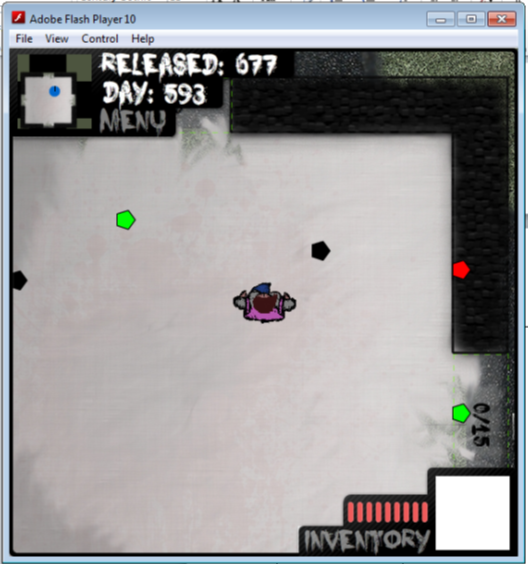 Adobe Flash Player 10
File View Control Help
RELEASED: 677
DAY: 593
MENU
0/15
INVENTORY